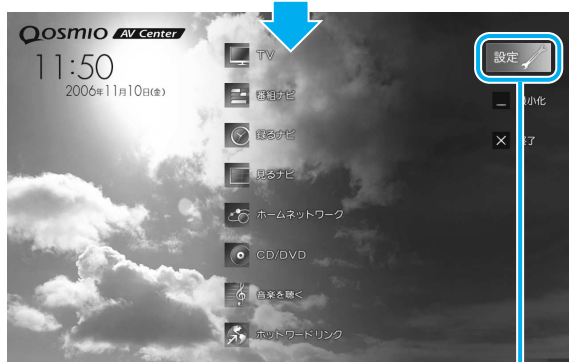 Qosmio AV Center
11:50
2006年11月10日(金)
TV
番組ナビ
録るナビ
見るナビ
ホームネットワーク
CD/DVD
音楽を聴く
ホットワードリンク
設定
最小化
終了